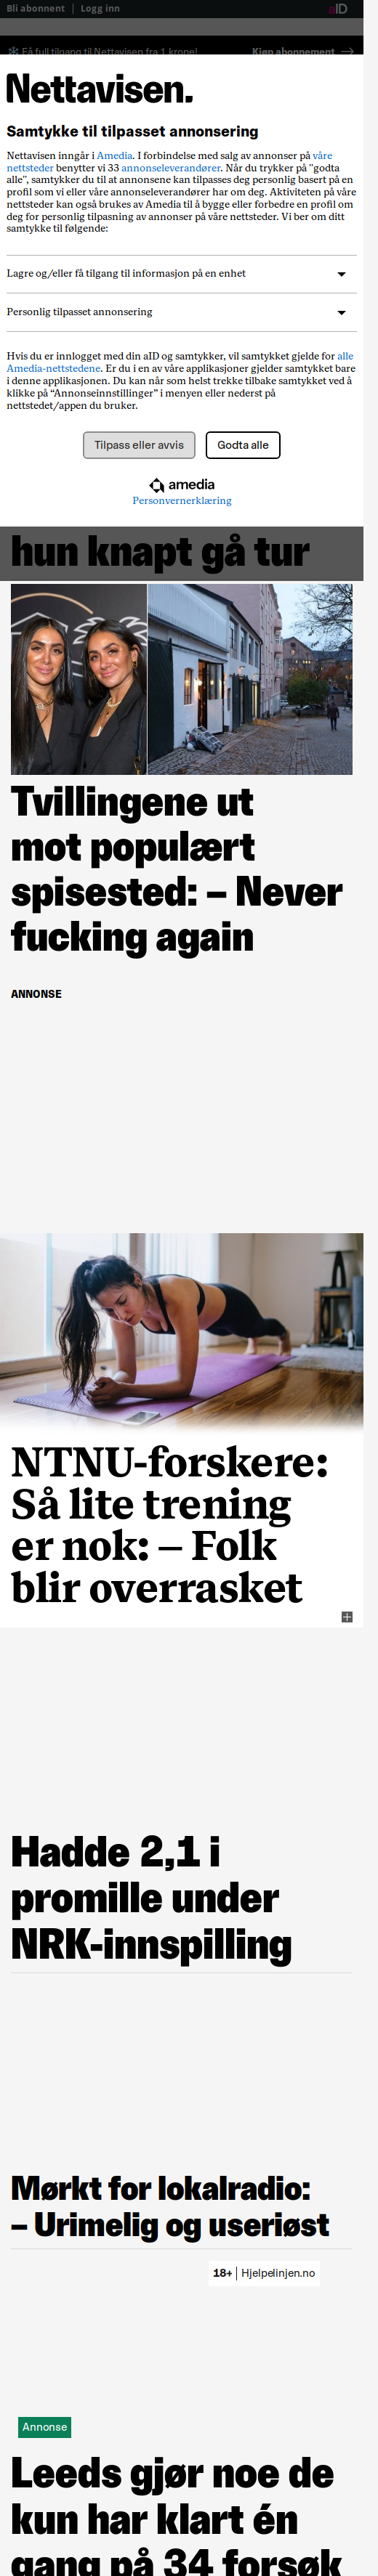 Bli abonnent | Logg inn
aID
Få full tilgang til Nettavisen fra 1 krone!
Kjøp abonnement →
Nettavisen.
Samtykke til tilpasset annonsering
Nettavisen inngår i Amedia. I forbindelse med salg av annonser på våre
nettsteder benytter vi 33 annonseleverandører. Når du trykker på "godta
alle", samtykker du til at annonsene kan tilpasses deg personlig basert på en
profil som vi eller våre annonseleverandører har om deg. Aktiviteten på våre
nettsteder kan også brukes av Amedia til å bygge eller forbedre en profil om
deg for personlig tilpasning av annonser på våre nettsteder. Vi ber om ditt
samtykke til følgende:
Lagre og/eller få tilgang til informasjon på en enhet
Personlig tilpasset annonsering
Hvis du er innlogget med din aID og samtykker, vil samtykket gjelde for alle
Amedia-nettstedene. Er du i en av våre applikasjoner gjelder samtykket bare
i denne applikasjonen. Du kan når som helst trekke tilbake samtykket ved å
klikke på “Annonseinnstillinger” i menyen eller nederst på
nettstedet/appen du bruker.
Tilpass eller avvis
Godta alle
amedia
Personvernerklæring
hun knapt gå tur
Tvillingene ut
mot populært
spisested: – Never
fucking again
ANNONSE
NTNU-forskere:
Så lite trening
er nok: – Folk
blir overrasket
Hadde 2,1 i
promille under
NRK-innspilling
Mørkt for lokalradio:
– Urimelig og useriøst
18+ | Hjelpelinjen.no
Annonse
Leeds gjør noe de
kun har klart én
gang på 34 forsøk